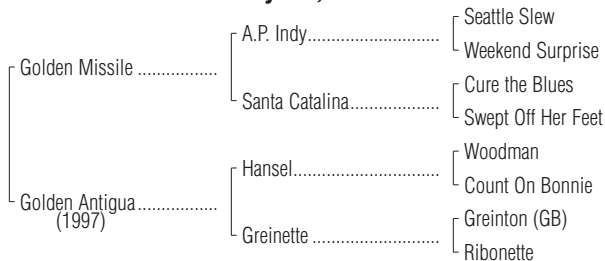 Seattle Slew
A.P. Indy......................
Weekend Surprise
Golden Missile .................
Cure the Blues
Santa Catalina.....................
Swept Off Her Feet
Woodman
Hansel.........................
Count On Bonnie
Golden Antigua.................
(1997)
Greinton (GB)
Greinette .....................
Ribonette